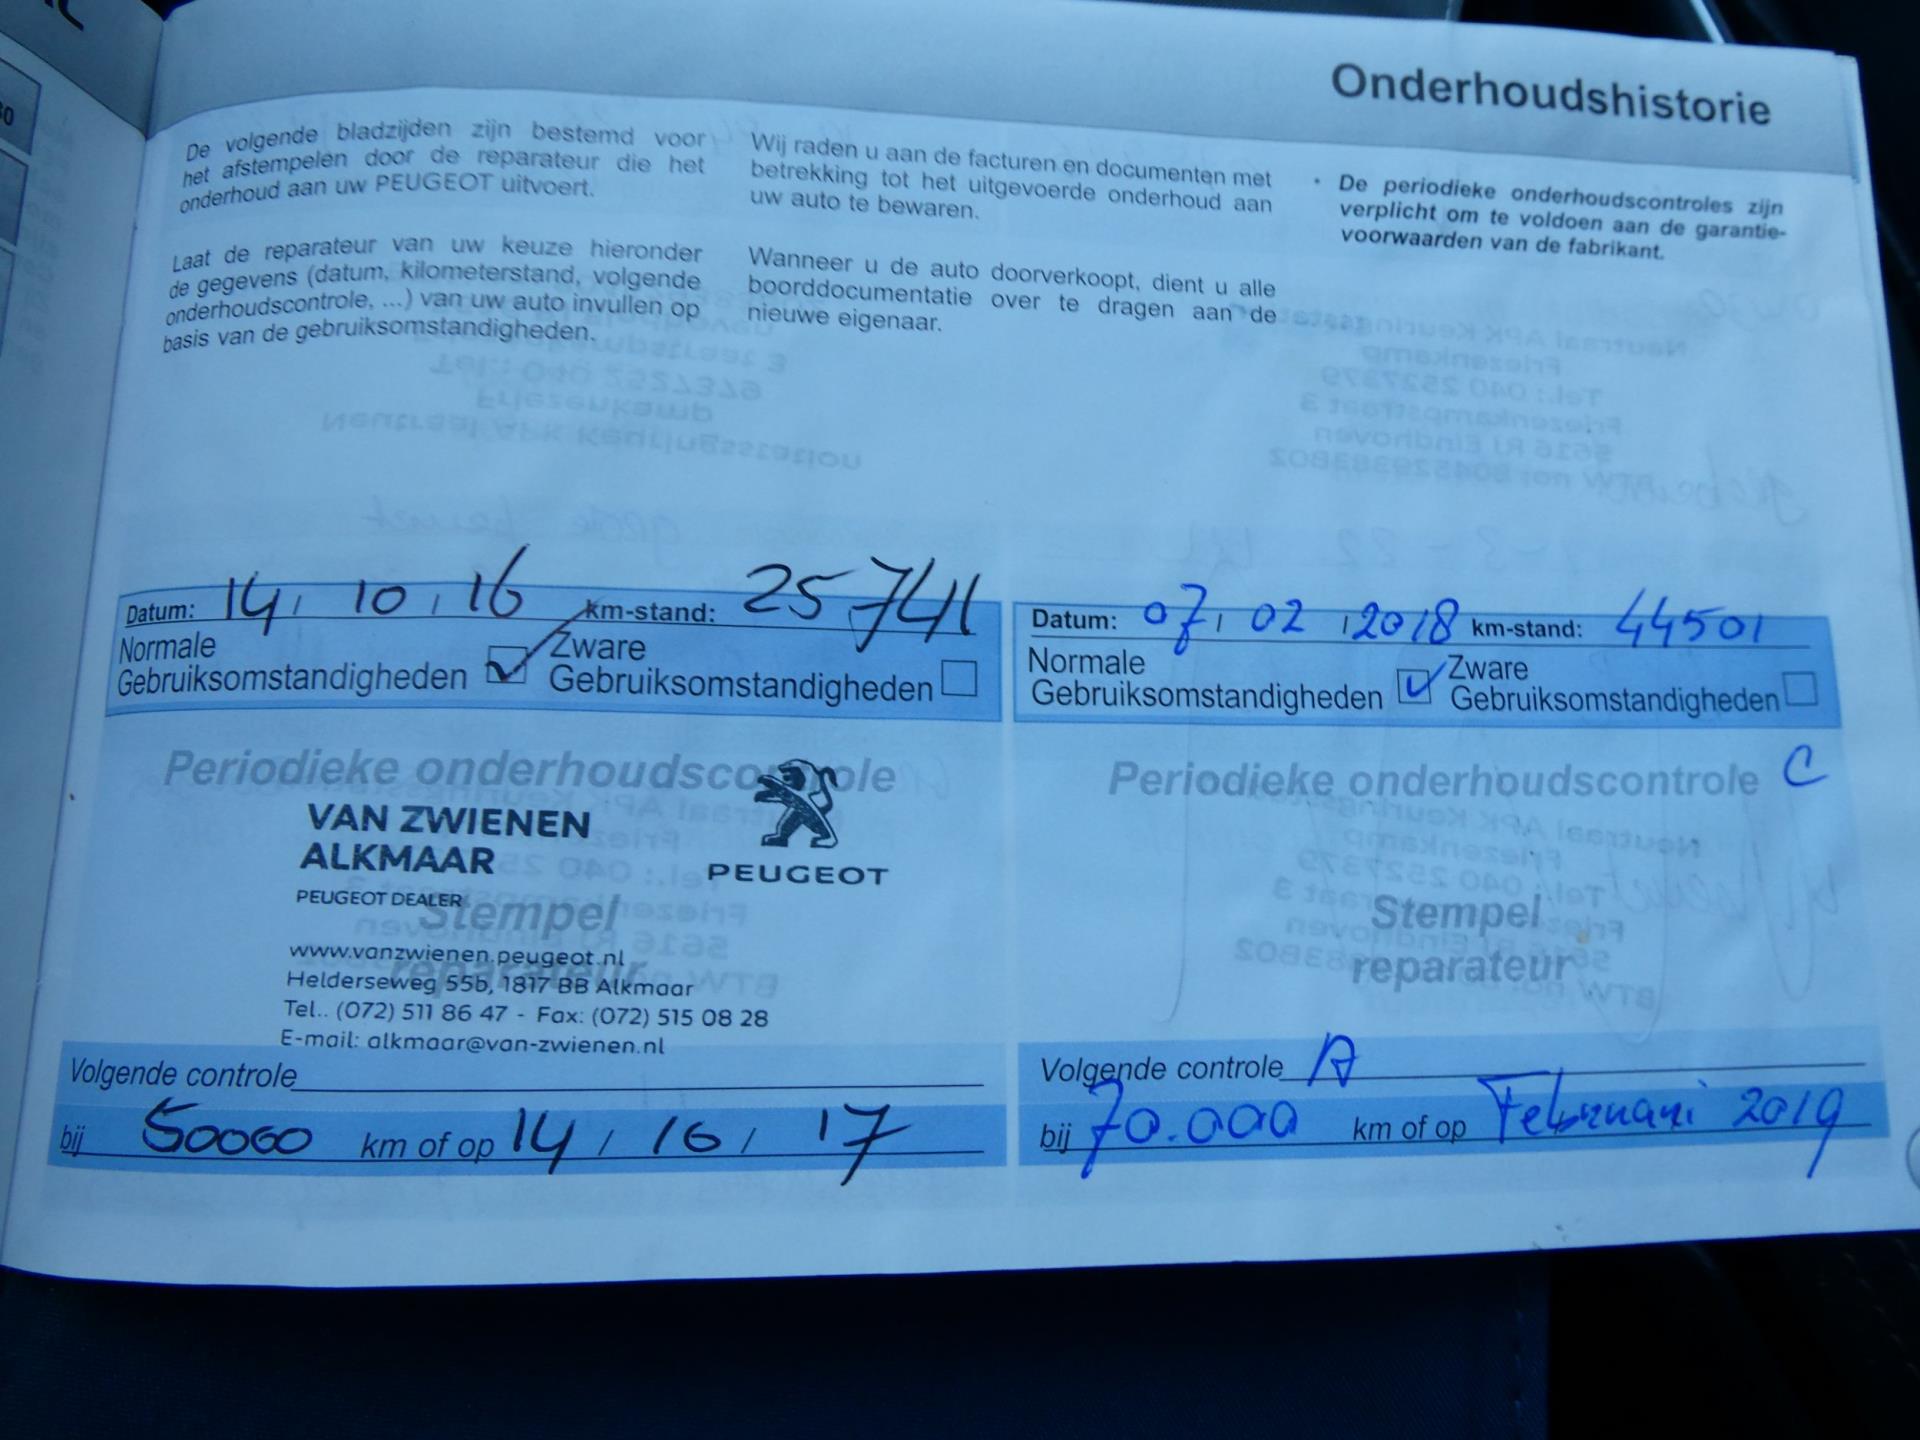 Onderhoudshistorie
De volgende bladzijden zijn bestemd voor
het afstempelen door de reparateur die het
onderhoud aan uw PEUGEOT uitvoert.
Laat de reparateur van uw keuze hieronder
de gegevens (datum, kilometerstand, volgende
onderhoudscontrole, ...) van uw auto invullen op
basis van de gebruiksomstandigheden.
Wij raden u aan de facturen en documenten met
betrekking tot het uitgevoerde onderhoud aan
uw auto te bewaren.
Wanneer u de auto doorverkoopt, dient u alle
boorddocumentatie over te dragen aan de
nieuwe eigenaar.
• De periodieke onderhoudscontroles zijn
verplicht om te voldoen aan de garantie-
voorwaarden van de fabrikant.
Datum: 14, 10, 16 km-stand: 25741
Normale
Gebruiksomstandigheden
Zware
Gebruiksomstandigheden
Periodieke onderhoudscontrole
VAN ZWIENEN
ALKMAAR
PEUGEOT
PEUGEOT DEALER
Stempel
reparateur
www.vanzwienen.peugeot.nl
Helderseweg 55b, 1817 BB Alkmaar
Tel.. (072) 511 86 47 - Fax: (072) 515 08 28
E-mail: alkmaar@van-zwienen.nl
Volgende controle
bij 50000 km of op 14 / 10 / 17
Datum: 07, 02, 2018 km-stand: 44501
Normale
Gebruiksomstandigheden
Zware
Gebruiksomstandigheden
Periodieke onderhoudscontrole C
Stempel
reparateur
Volgende controle A
bij 70.000 km of op Februari 2019